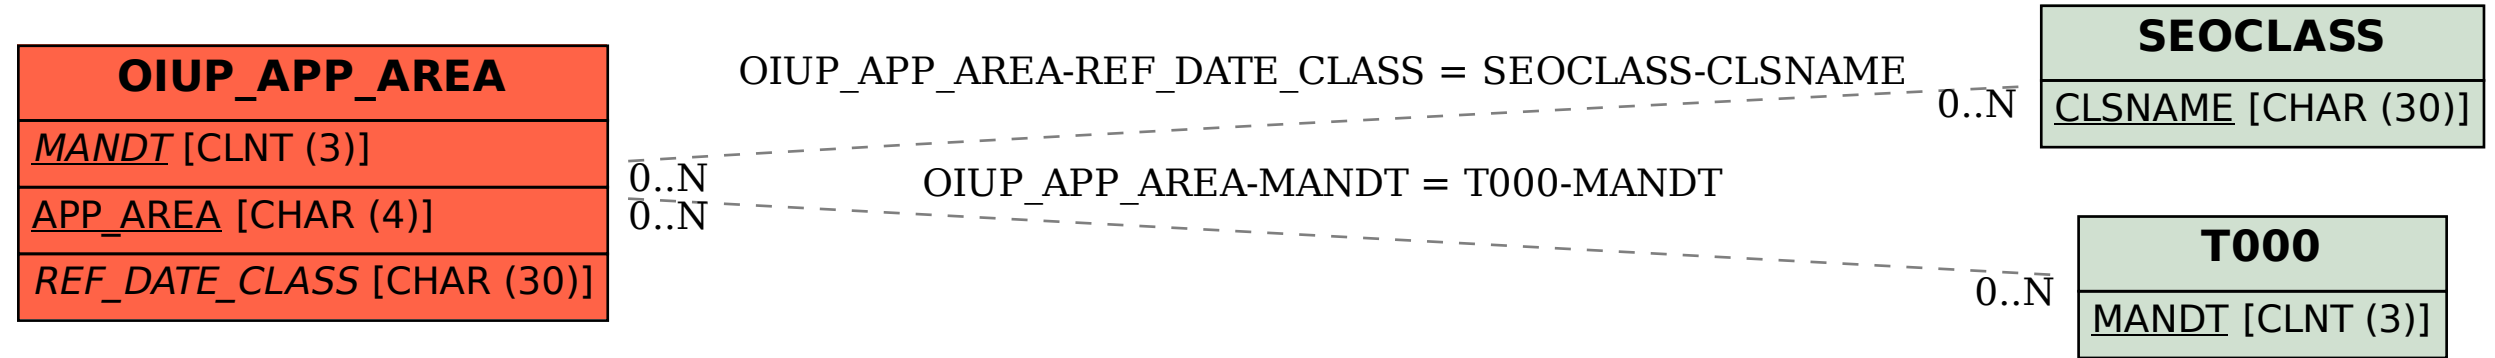 OIUP_APP_AREA
MANDT [CLNT (3)]
APP_AREA [CHAR (4)]
REF_DATE_CLASS [CHAR (30)]
OIUP_APP_AREA-REF_DATE_CLASS = SEOCLASS-CLSNAME
0..N
0..N
OIUP_APP_AREA-MANDT = T000-MANDT
0..N
0..N
SEOCLASS
CLSNAME [CHAR (30)]
T000
MANDT [CLNT (3)]